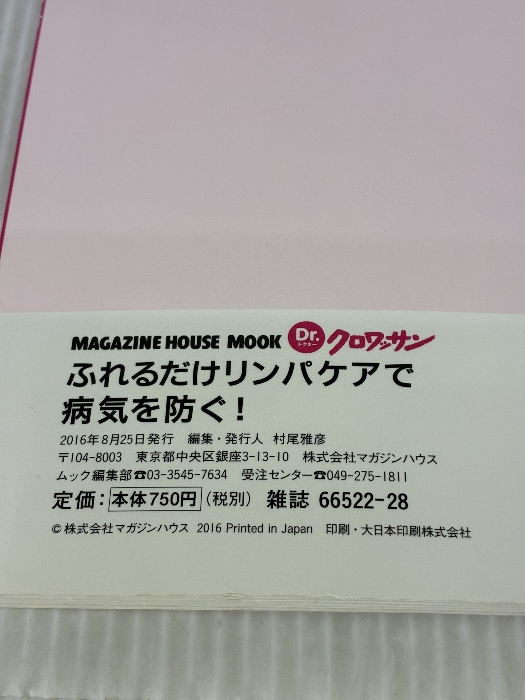 MAGAZINE HOUSE MOOK Dr. ドクター クロワッサン
ふれるだけリンパケアで
病気を防ぐ！
2016年8月25日発行 編集・発行人 村尾雅彦
〒104-8003 東京都中央区銀座3-13-10 株式会社マガジンハウス
ムック編集部☎03-3545-7634 受注センター☎049-275-1811
定価：本体750円（税別） 雑誌 66522-28
©株式会社マガジンハウス 2016 Printed in Japan 印刷・大日本印刷株式会社